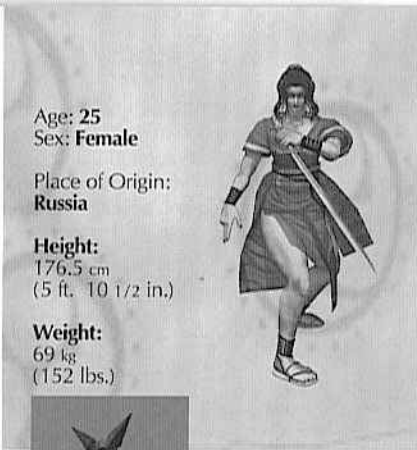 Age: 25
Sex: Female
Place of Origin:
Russia
Height:
176.5 cm
(5 ft. 10 1/2 in.)
Weight:
69 kg
(152 lbs.)